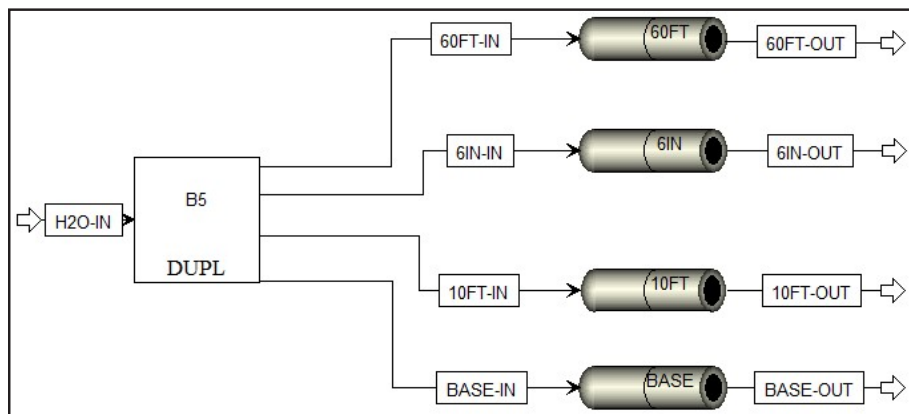 60FT-IN
60FT
60FT-OUT
6IN-IN
6IN
6IN-OUT
H2O-IN
B5
DUPL
10FT-IN
10FT
10FT-OUT
BASE-IN
BASE
BASE-OUT